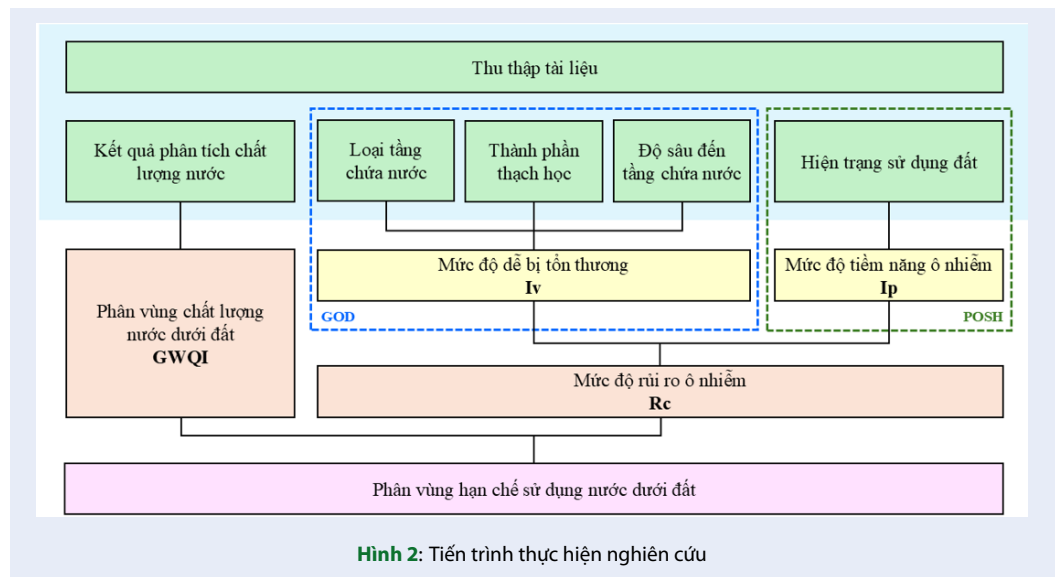 Thu thập tài liệu
Kết quả phân tích chất
lượng nước
Loại tầng
chứa nước
Thành phần
thạch học
Độ sâu đến
tầng chứa nước
Hiện trạng sử dụng đất
Phân vùng chất lượng
nước dưới đất
GWQI
Mức độ dễ bị tổn thương
Iv
GOD
Mức độ tiềm năng ô nhiễm
Ip
POSH
Mức độ rủi ro ô nhiễm
Rc
Phân vùng hạn chế sử dụng nước dưới đất
Hình 2: Tiến trình thực hiện nghiên cứu